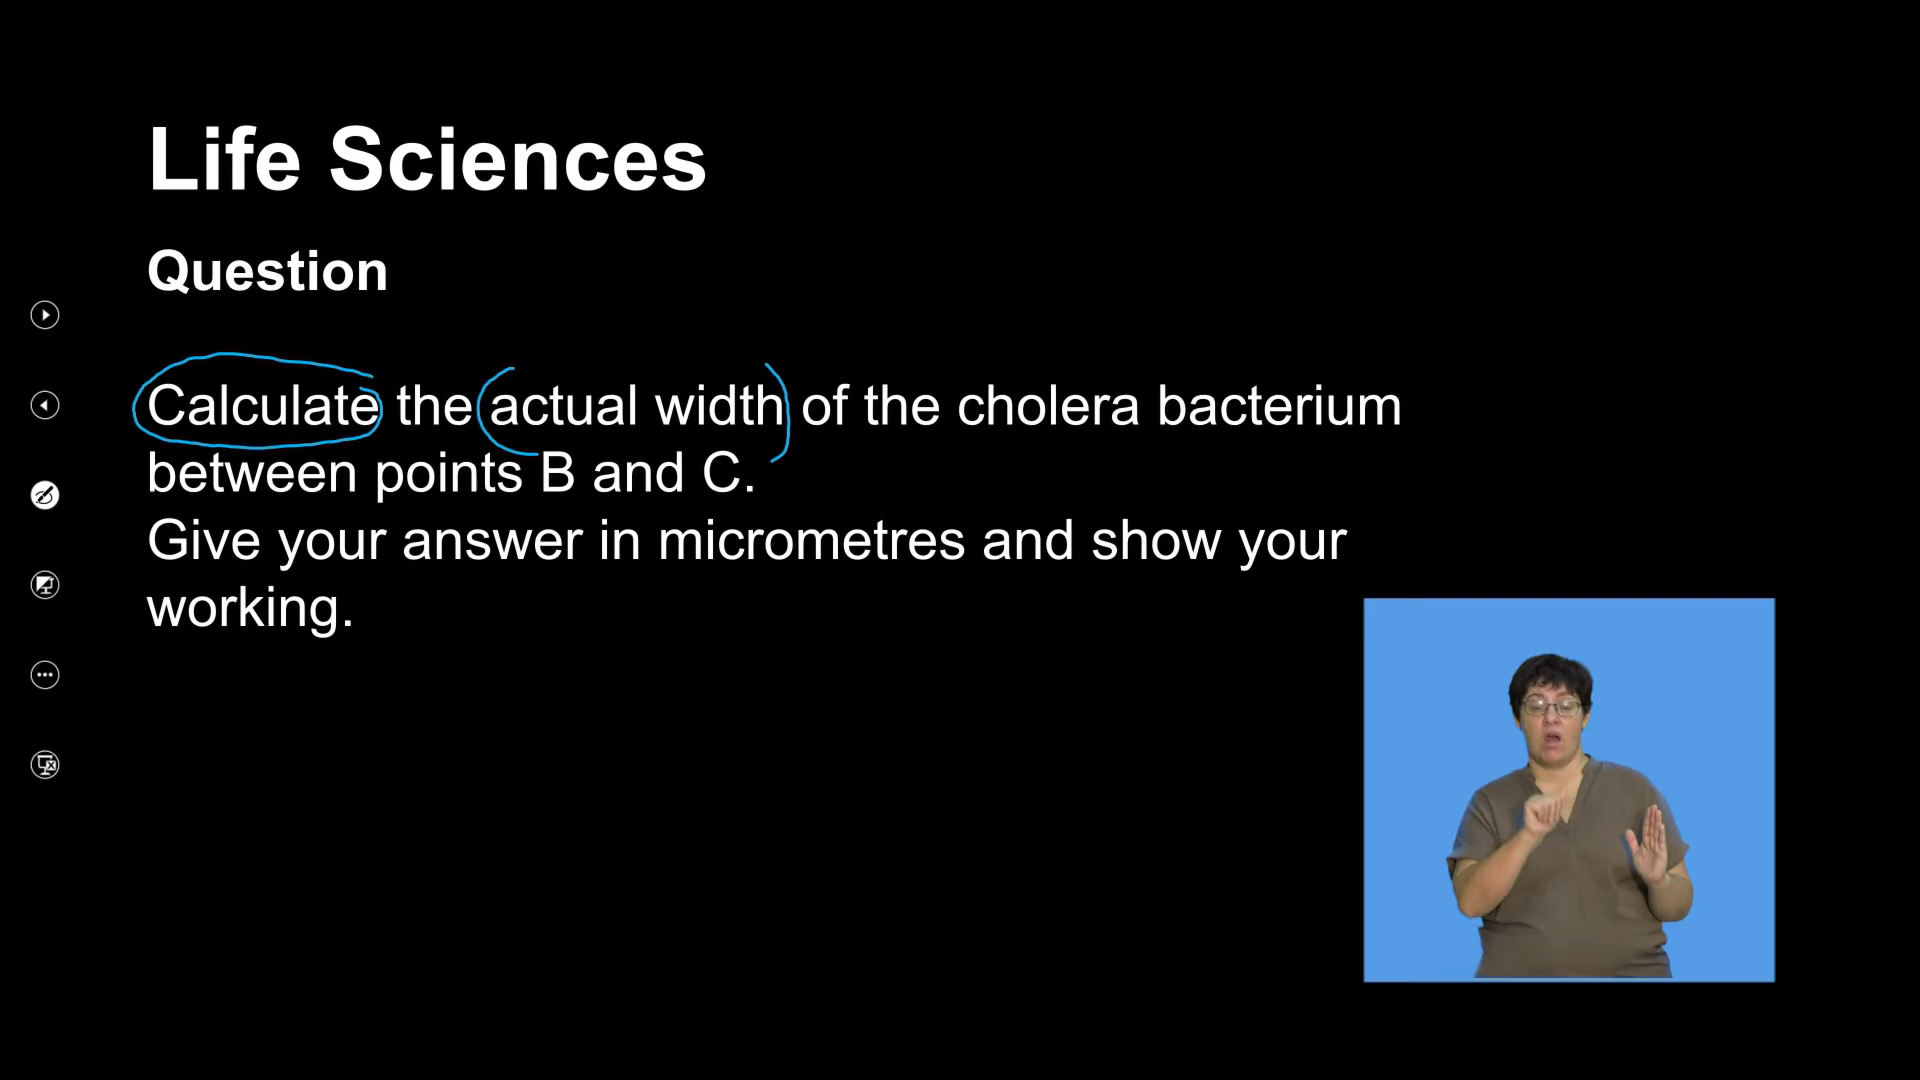 Life Sciences
Question
Calculate the actual width of the cholera bacterium
between points B and C.
Give your answer in micrometres and show your
working.